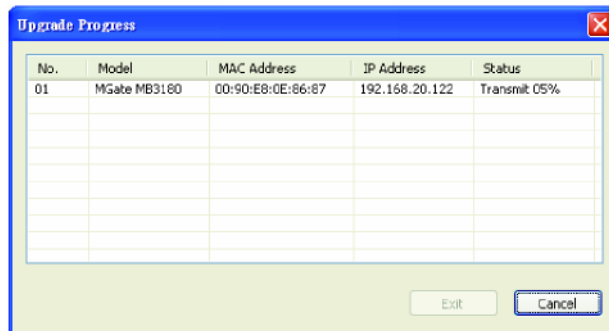 Upgrade Progress
No. Model MAC Address IP Address Status
01 MGate MB3180 00:90:E8:0E:86:87 192.168.20.122 Transmit 05%
Exit Cancel